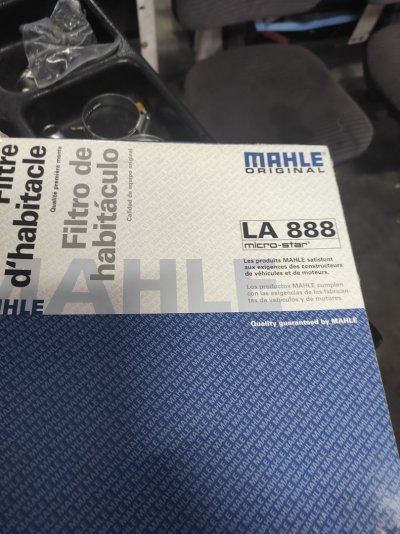 Filtre
d'habitacle
Qualité première monte
Filtro de
habitáculo
Calidad de equipo original
MAHLE
ORIGINAL
LA 888
micro-star
Les produits MAHLE satisfont
aux exigences des constructeurs
de véhicules et de moteurs.
Los productos MAHLE cumplen
con las exigencias de los fabrican-
tes de vehículos y de motores.
MAHLE
HLE
Quality guaranteed by MAHLE